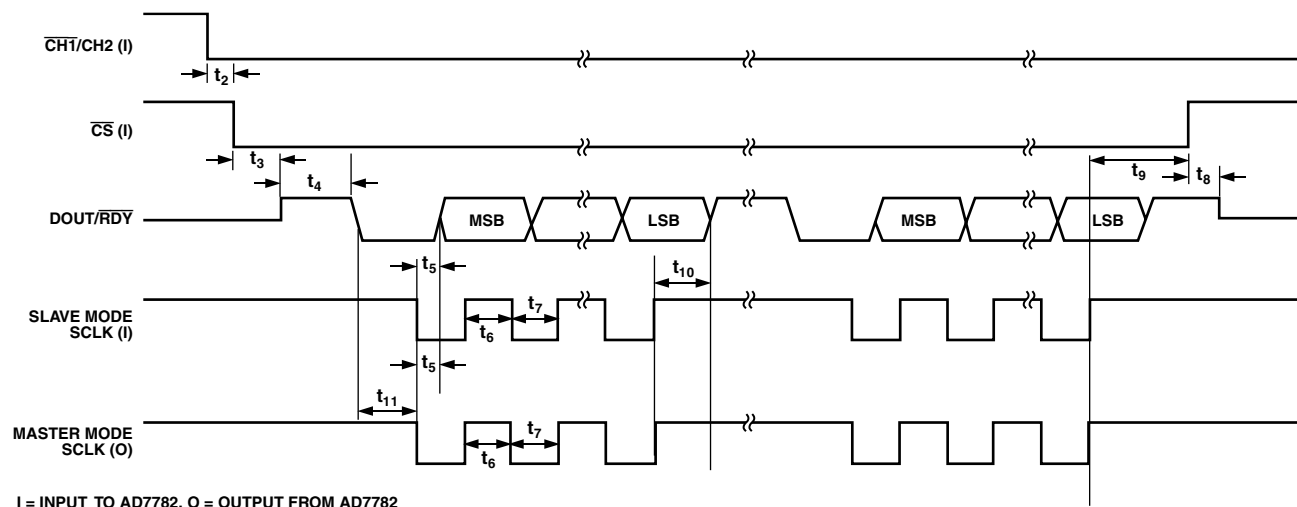 CH1/CH2 (I)
t2
CS (I)
t3
t4
t9
t8
DOUT/RDY
MSB
LSB
MSB
LSB
t5
t10
SLAVE MODE
SCLK (I)
t6
t7
t5
t11
MASTER MODE
SCLK (O)
t6
t7
I = INPUT TO AD7782, O = OUTPUT FROM AD7782